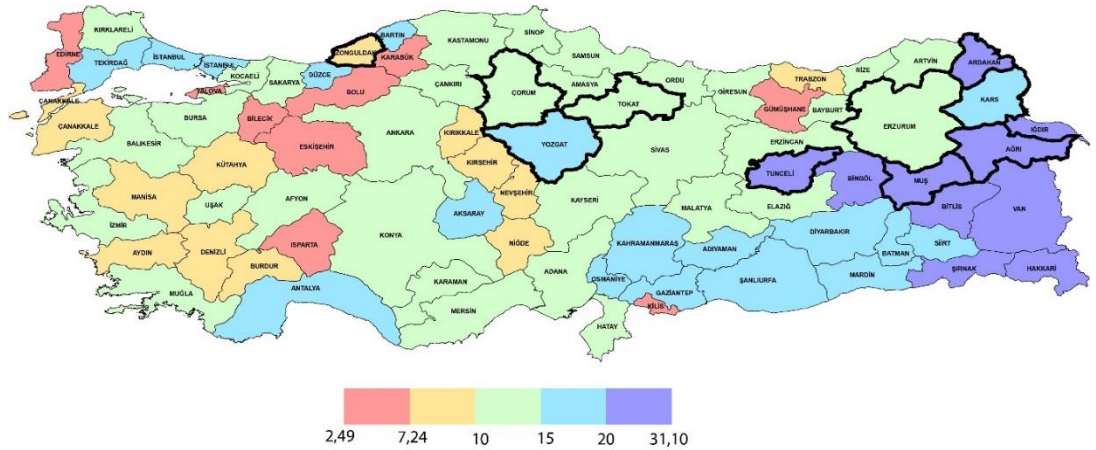 KIRKLARELİ
EDİRNE
TEKİRDAĞ
İSTANBUL
İSTANBUL
KOCAELİ
YALOVA
SAKARYA
DÜZCE
ZONGULDAK
BARTIN
KARABÜK
BOLU
KASTAMONU
SİNOP
SAMSUN
ÇANKIRI
ÇORUM
AMASYA
TOKAT
ORDU
GİRESUN
TRABZON
RİZE
ARTVİN
ARDAHAN
KARS
GÜMÜŞHANE
BAYBURT
ERZURUM
IĞDIR
AĞRI
ÇANAKKALE
ÇANAKKALE
BALIKESİR
BURSA
BİLECİK
ESKİŞEHİR
KÜTAHYA
ANKARA
KIRIKKALE
KIRŞEHİR
YOZGAT
SİVAS
ERZİNCAN
TUNCELİ
BİNGÖL
MUŞ
BİTLİS
VAN
MANİSA
UŞAK
AFYON
İZMİR
AYDIN
DENİZLİ
BURDUR
ISPARTA
KONYA
AKSARAY
NEVŞEHİR
NİĞDE
KAYSERİ
MALATYA
ELAZIĞ
DİYARBAKIR
KAHRAMANMARAŞ
ADIYAMAN
BATMAN
SİİRT
ŞIRNAK
HAKKARİ
MUĞLA
ANTALYA
KARAMAN
MERSİN
ADANA
OSMANİYE
GAZİANTEP
KİLİS
ŞANLIURFA
MARDİN
HATAY
2,49 7,24 10 15 20 31,10